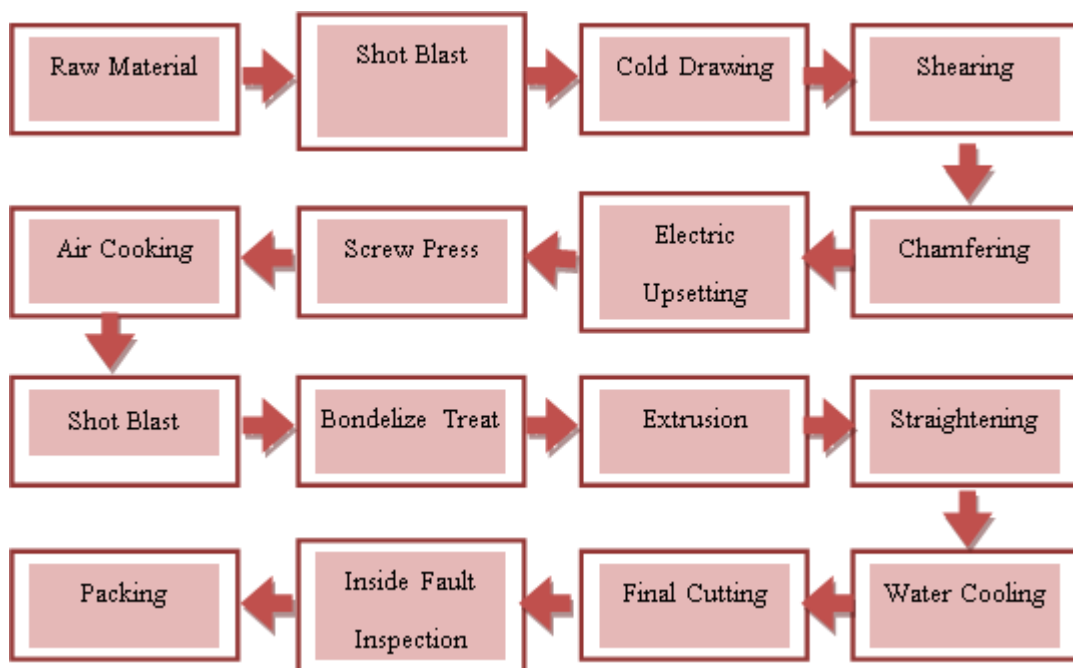 Raw Material
Shot Blast
Cold Drawing
Shearing
Chamfering
Electric
Upsetting
Screw Press
Air Cooking
Shot Blast
Bondelize Treat
Extrusion
Straightening
Water Cooling
Final Cutting
Inside Fault
Inspection
Packing